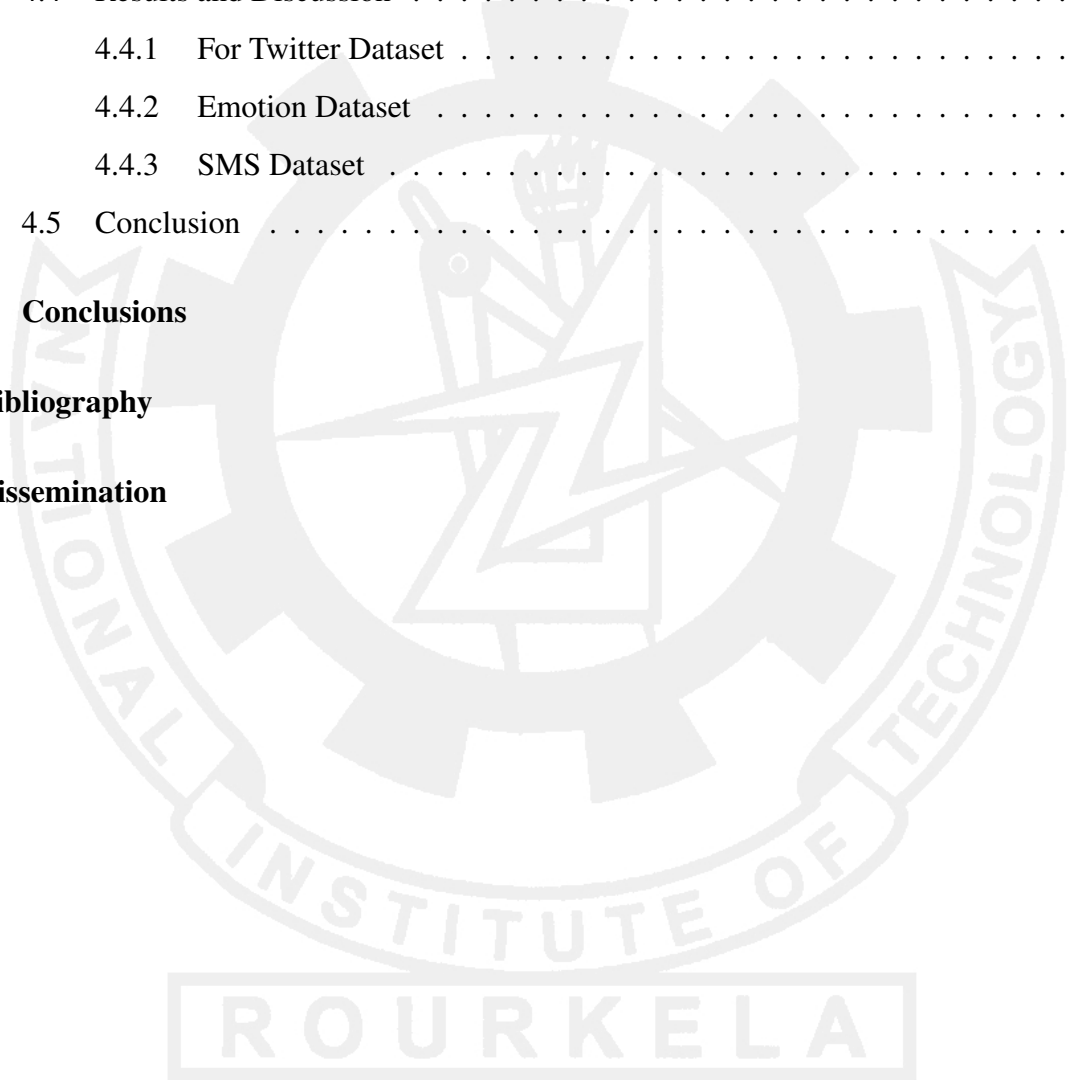 Results and Discussion . . . . . . . . . . . . . . . . . . . . . . . . . . . .
4.4.1 For Twitter Dataset . . . . . . . . . . . . . . . . . . . . . . . . . .
4.4.2 Emotion Dataset . . . . . . . . . . . . . . . . . . . . . . . . . . .
4.4.3 SMS Dataset . . . . . . . . . . . . . . . . . . . . . . . . . . . . .
4.5 Conclusion . . . . . . . . . . . . . . . . . . . . . . . . . . . . . . . . . .
Conclusions
ibliography
issemination
NATIONAL INSTITUTE OF TECHNOLOGY
ROURKELA